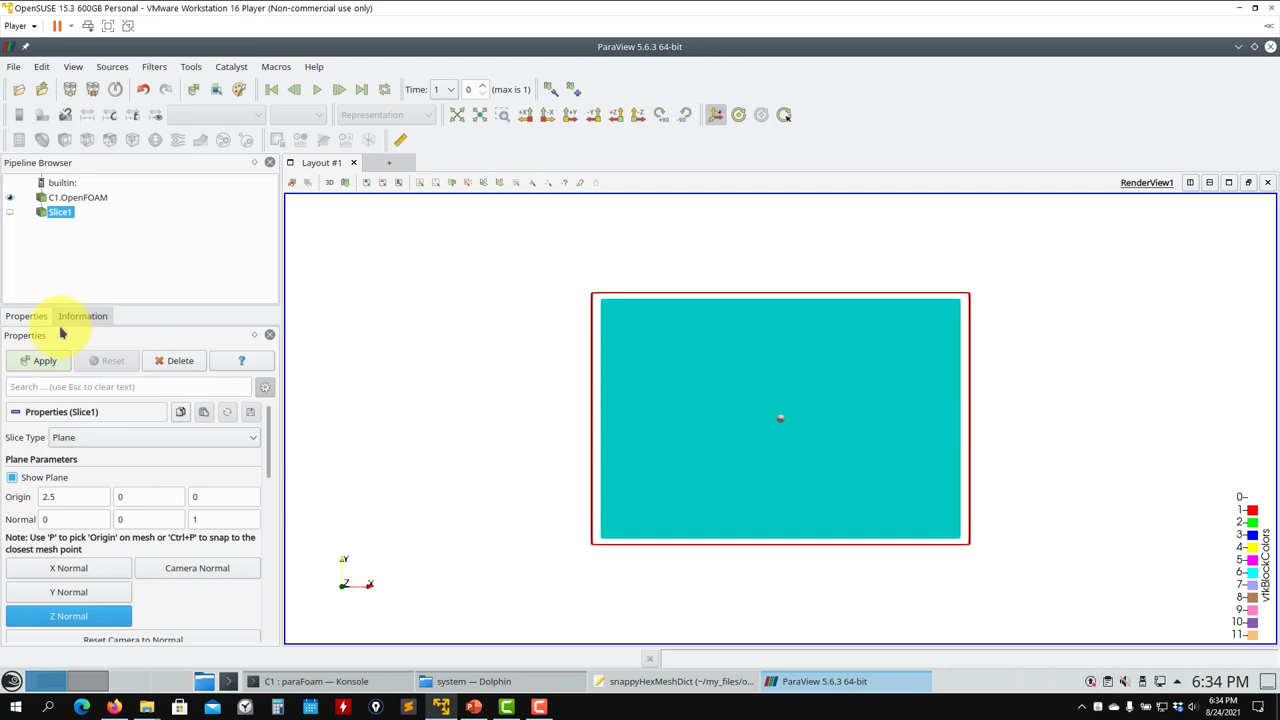 OpenSUSE 15.3 600GB Personal - VMware Workstation 16 Player (Non-commercial use only)
Player
ParaView 5.6.3 64-bit
File Edit View Sources Filters Tools Catalyst Macros Help
Time: 1 0 (max is 1)
Representation
+X -X +Y -Y +Z -Z +90 -90
Pipeline Browser
Layout #1
builtin:
3D
RenderView1
C1.OpenFOAM
Slice1
Properties Information
Properties
Apply Reset Delete ?
Search ... (use Esc to clear text)
Properties (Slice1)
Slice Type Plane
Plane Parameters
Show Plane
Origin 2.5 0 0
Normal 0 0 1
Note: Use 'P' to pick 'Origin' on mesh or 'Ctrl+P' to snap to the
closest mesh point
X Normal Camera Normal
Y Normal
Z Normal
Reset Camera to Normal
Y
Z X
0
1
2
3
4
5
6
7
8
9
10
11
vtkBlockColors
C1 : paraFoam — Konsole
system — Dolphin
snappyHexMeshDict (~/my_files/o...
ParaView 5.6.3 64-bit
6:34 PM
6:34 PM
8/24/2021